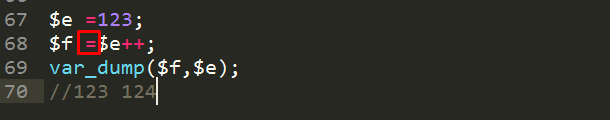 67 $e =123;
68 $f =$e++;
69 var_dump($f,$e);
70 //123 124